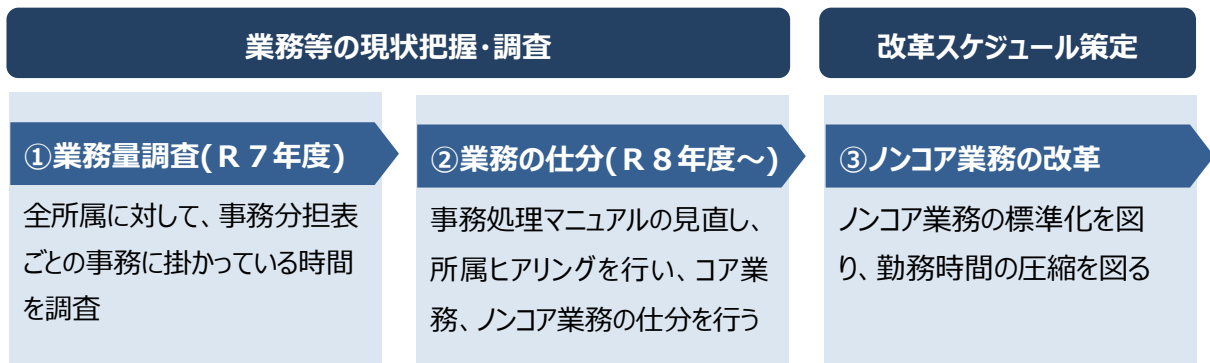 業務等の現状把握・調査
改革スケジュール策定
①業務量調査(Ｒ７年度)
全所属に対して、事務分担表
ごとの事務に掛かっている時間
を調査
②業務の仕分(Ｒ８年度～)
事務処理マニュアルの見直し、
所属ヒアリングを行い、コア業
務、ノンコア業務の仕分を行う
③ノンコア業務の改革
ノンコア業務の標準化を図
り、勤務時間の圧縮を図る